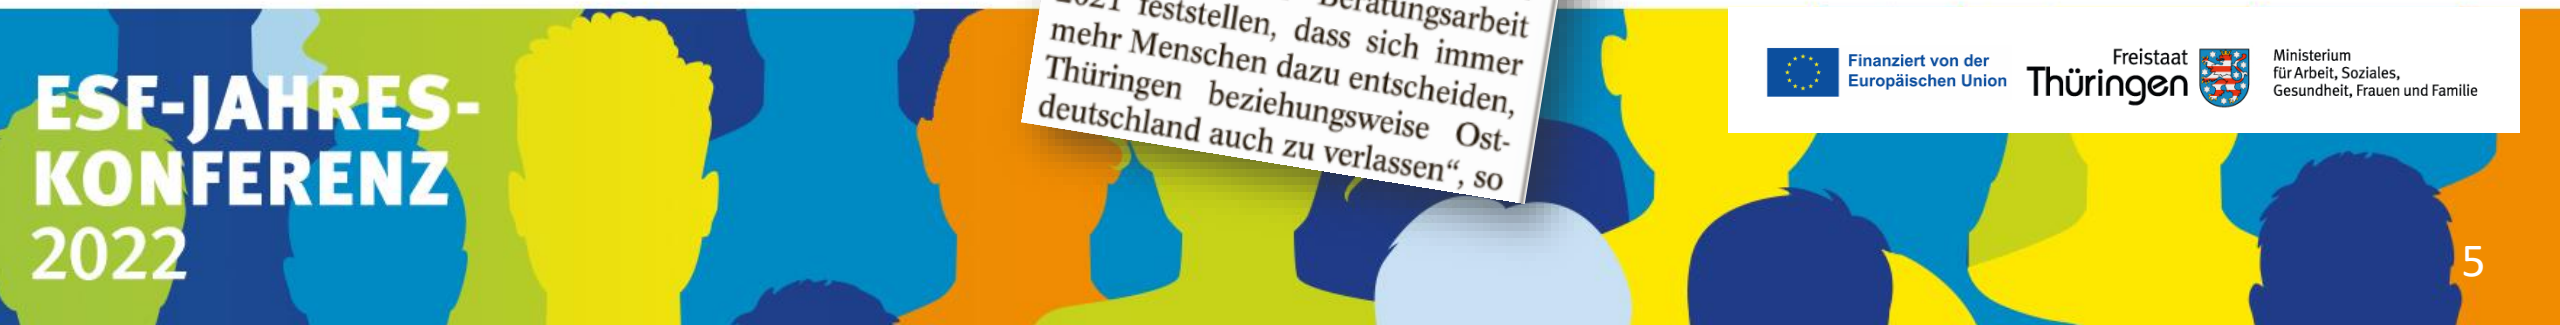 ESF-JAHRES-
KONFERENZ
2022
Beratungsarbeit
2021 feststellen, dass sich immer
mehr Menschen dazu entscheiden,
Thüringen beziehungsweise Ost-
deutschland auch zu verlassen“, so
Finanziert von der
Europäischen Union
Freistaat
Thüringen
Ministerium
für Arbeit, Soziales,
Gesundheit, Frauen und Familie
5